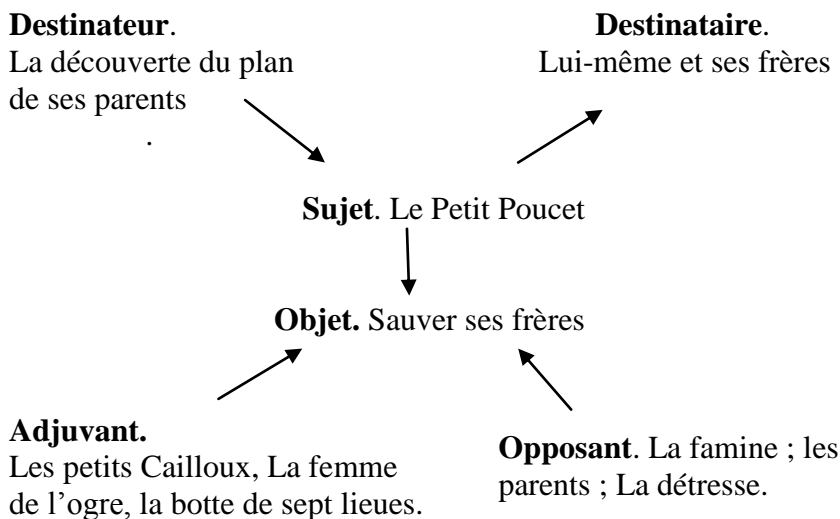 Destinateur.
La découverte du plan
de ses parents
.
Destinataire.
Lui-même et ses frères
Sujet. Le Petit Poucet
Objet. Sauver ses frères
Adjuvant.
Les petits Cailloux, La femme
de l’ogre, la botte de sept lieues.
Opposant. La famine ; les
parents ; La détresse.